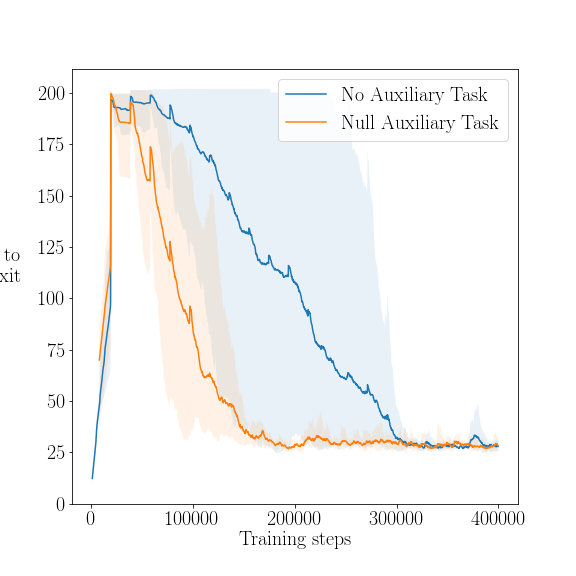 200
175
150
125
100
75
50
25
0
to
xit
0 100000 200000 300000 400000
Training steps
No Auxiliary Task
Null Auxiliary Task